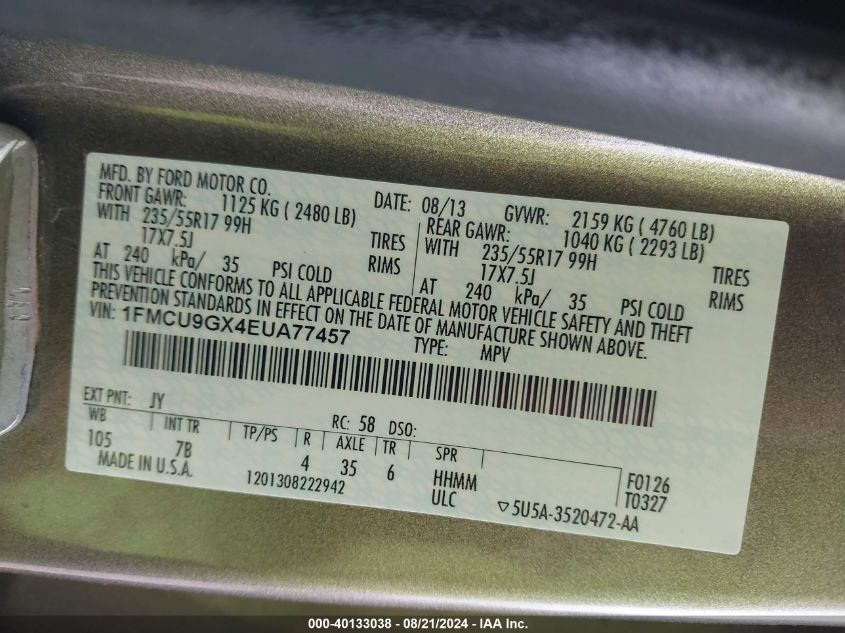 MFD. BY FORD MOTOR CO.
DATE: 08/13 GVWR: 2159 KG ( 4760 LB)
FRONT GAWR: 1125 KG ( 2480 LB) REAR GAWR: 1040 KG ( 2293 LB)
WITH 235/55R17 99H TIRES WITH 235/55R17 99H TIRES
17X7.5J RIMS 17X7.5J RIMS
AT 240 kPa/ 35 PSI COLD AT 240 kPa/ 35 PSI COLD
THIS VEHICLE CONFORMS TO ALL APPLICABLE FEDERAL MOTOR VEHICLE SAFETY AND THEFT
PREVENTION STANDARDS IN EFFECT ON THE DATE OF MANUFACTURE SHOWN ABOVE.
VIN: 1FMCU9GX4EUA77457 TYPE: MPV
EXT PNT: JY RC: 58 DSO:
WB INT TR TP/PS R AXLE TR SPR
105 7B 4 35 6 HHMM F0126
MADE IN U.S.A. 1201308222942 ULC ▽5U5A-3520472-AA T0327
000-40133038 - 08/21/2024 - IAA Inc.